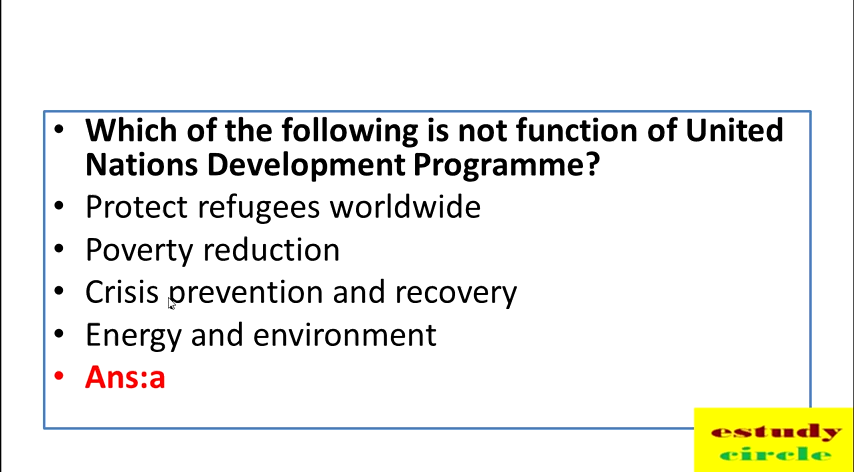 • Which of the following is not function of United
Nations Development Programme?
• Protect refugees worldwide
• Poverty reduction
• Crisis prevention and recovery
• Energy and environment
• Ans:a
estudy
circle